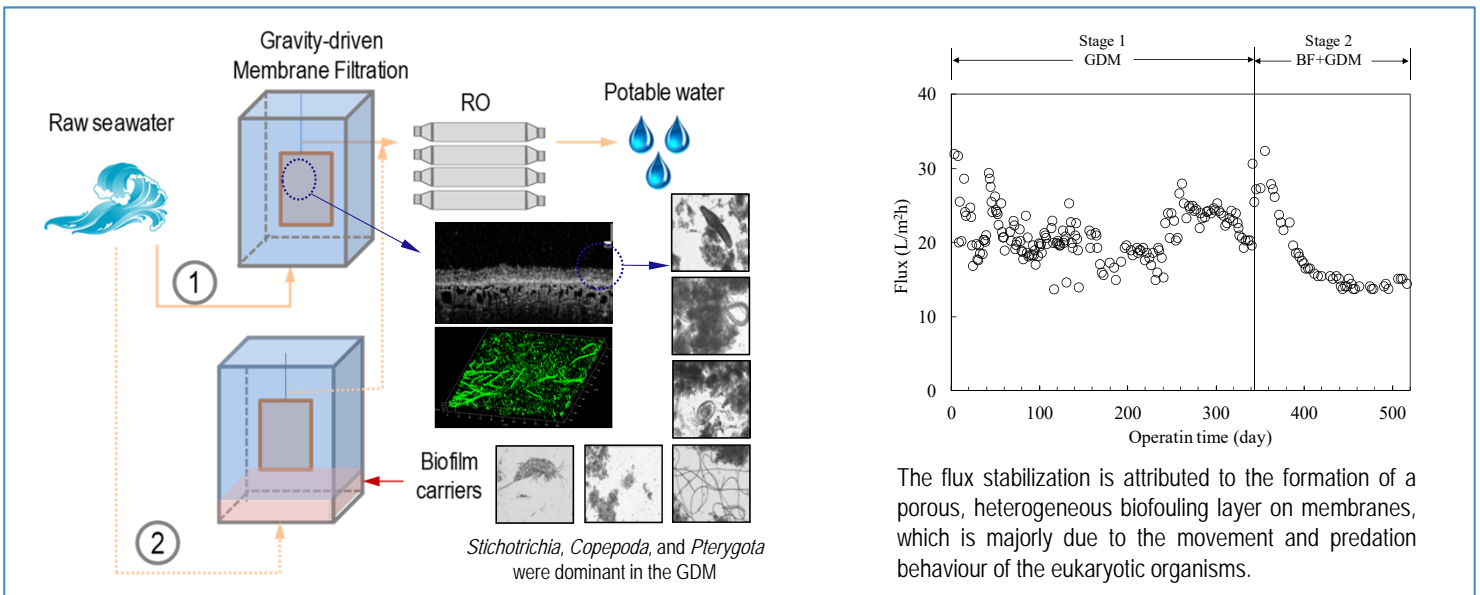 Gravity-driven
Membrane Filtration
Raw seawater
RO
Potable water
1
Biofilm
carriers
2
Stichotrichia, Copepoda, and Pterygota
were dominant in the GDM
Stage 1
GDM
Stage 2
BF+GDM
40
30
20
10
0
Flux (L/m²h)
0 100 200 300 400 500
Operatin time (day)
The flux stabilization is attributed to the formation of a
porous, heterogeneous biofouling layer on membranes,
which is majorly due to the movement and predation
behaviour of the eukaryotic organisms.